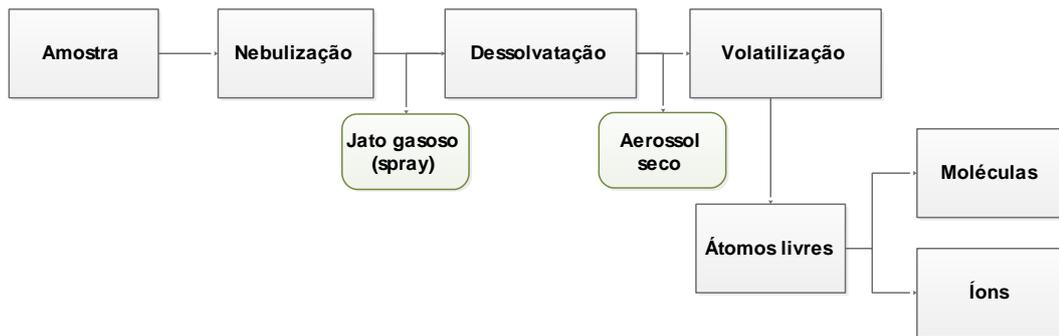 Amostra
Nebulização
Dessolvatação
Volatilização
Jato gasoso
(spray)
Aerossol
seco
Moléculas
Átomos livres
Íons